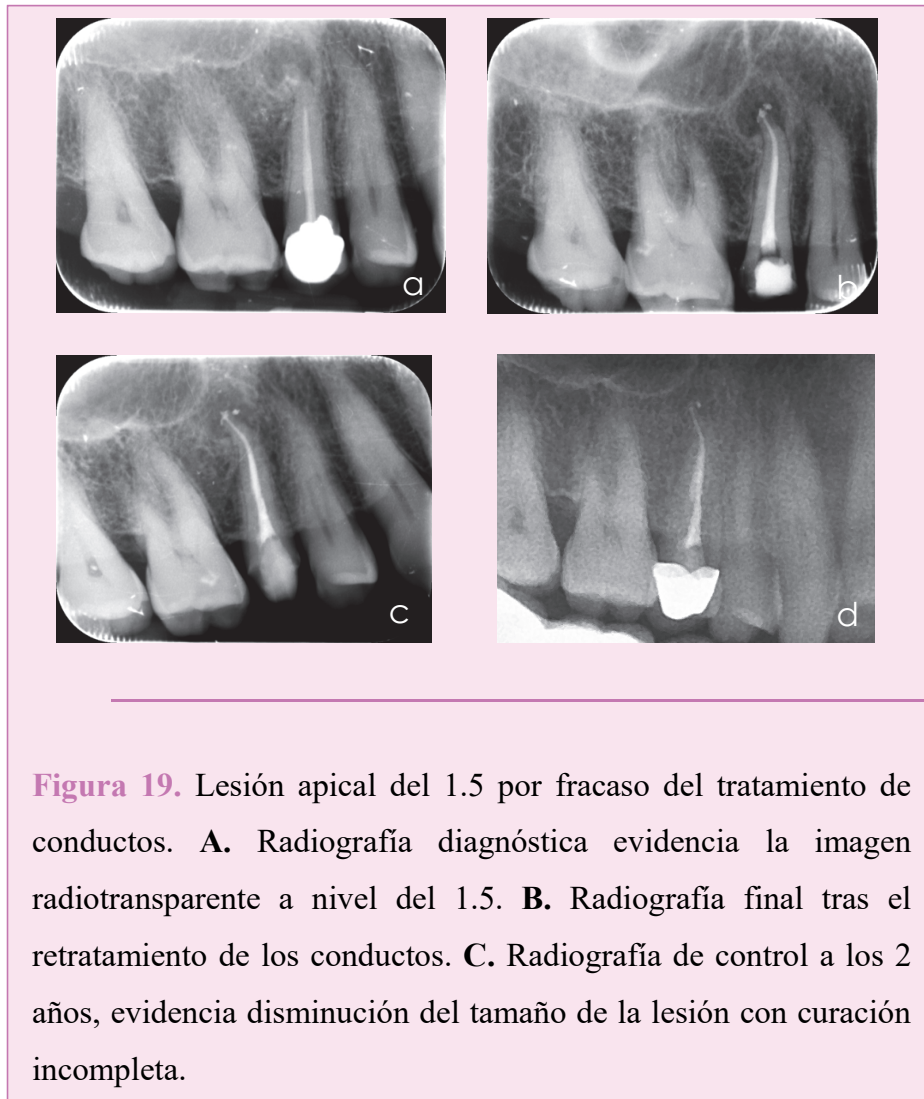 a
b
c
d
Figura 19. Lesión apical del 1.5 por fracaso del tratamiento de
conductos. A. Radiografía diagnóstica evidencia la imagen
radiotransparente a nivel del 1.5. B. Radiografía final tras el
retratamiento de los conductos. C. Radiografía de control a los 2
años, evidencia disminución del tamaño de la lesión con curación
incompleta.